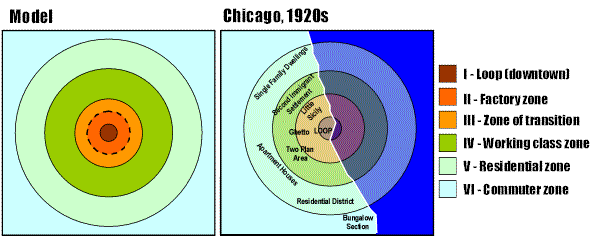 Model
Chicago, 1920s
Single Family Dwellings
Second Immigrant
Settlement
Little
Sicily
LOOP
Ghetto
Two Plan
Area
Apartment Houses
Residential District
Bungalow
Section
I - Loop (downtown)
II - Factory zone
III - Zone of transition
IV - Working class zone
V - Residential zone
VI - Commuter zone